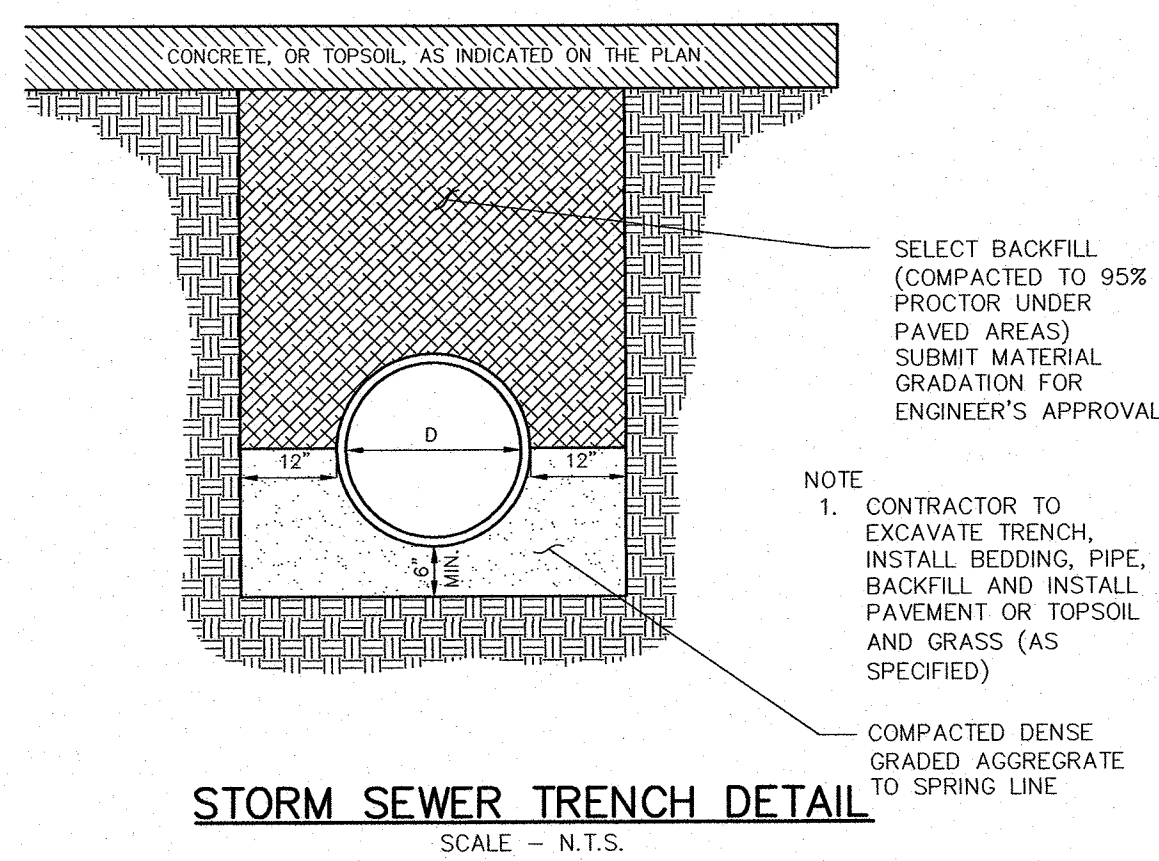 CONCRETE, OR TOPSOIL, AS INDICATED ON THE PLAN
SELECT BACKFILL
(COMPACTED TO 95%
PROCTOR UNDER
PAVED AREAS)
SUBMIT MATERIAL
GRADATION FOR
ENGINEER'S APPROVAL
D
12"
12"
6"
MIN.
NOTE
1. CONTRACTOR TO
EXCAVATE TRENCH,
INSTALL BEDDING, PIPE,
BACKFILL AND INSTALL
PAVEMENT OR TOPSOIL
AND GRASS (AS
SPECIFIED)
COMPACTED DENSE
GRADED AGGREGRATE
TO SPRING LINE
STORM SEWER TRENCH DETAIL
SCALE – N.T.S.